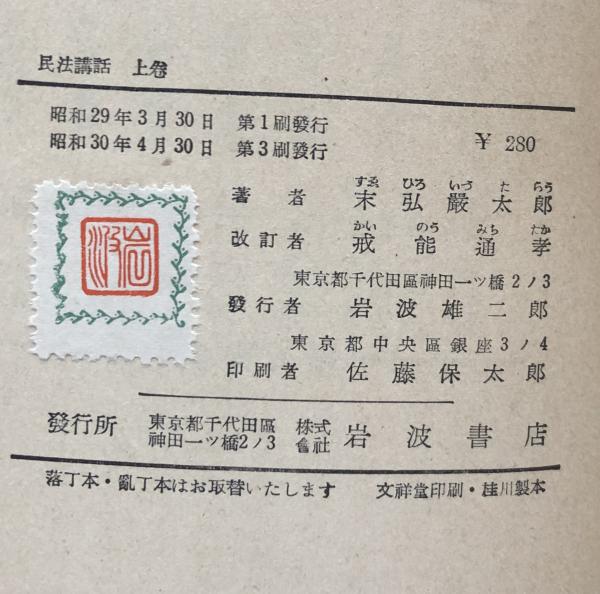 民法講話 上卷
昭和29年3月30日 第1刷發行
昭和30年4月30日 第3刷發行
¥ 280
すゑ ひろ いづ た らう
著者 末弘嚴太郎
かい のう みち たか
改訂者 戒能通孝
東京都千代田區神田一ツ橋2ノ3
發行者 岩波雄二郎
東京都中央區銀座3ノ4
印刷者 佐藤保太郎
岩波
發行所 東京都千代田區神田一ツ橋2ノ3 株式會社 岩波書店
落丁本・亂丁本はお取替いたします 文祥堂印刷・桂川製本